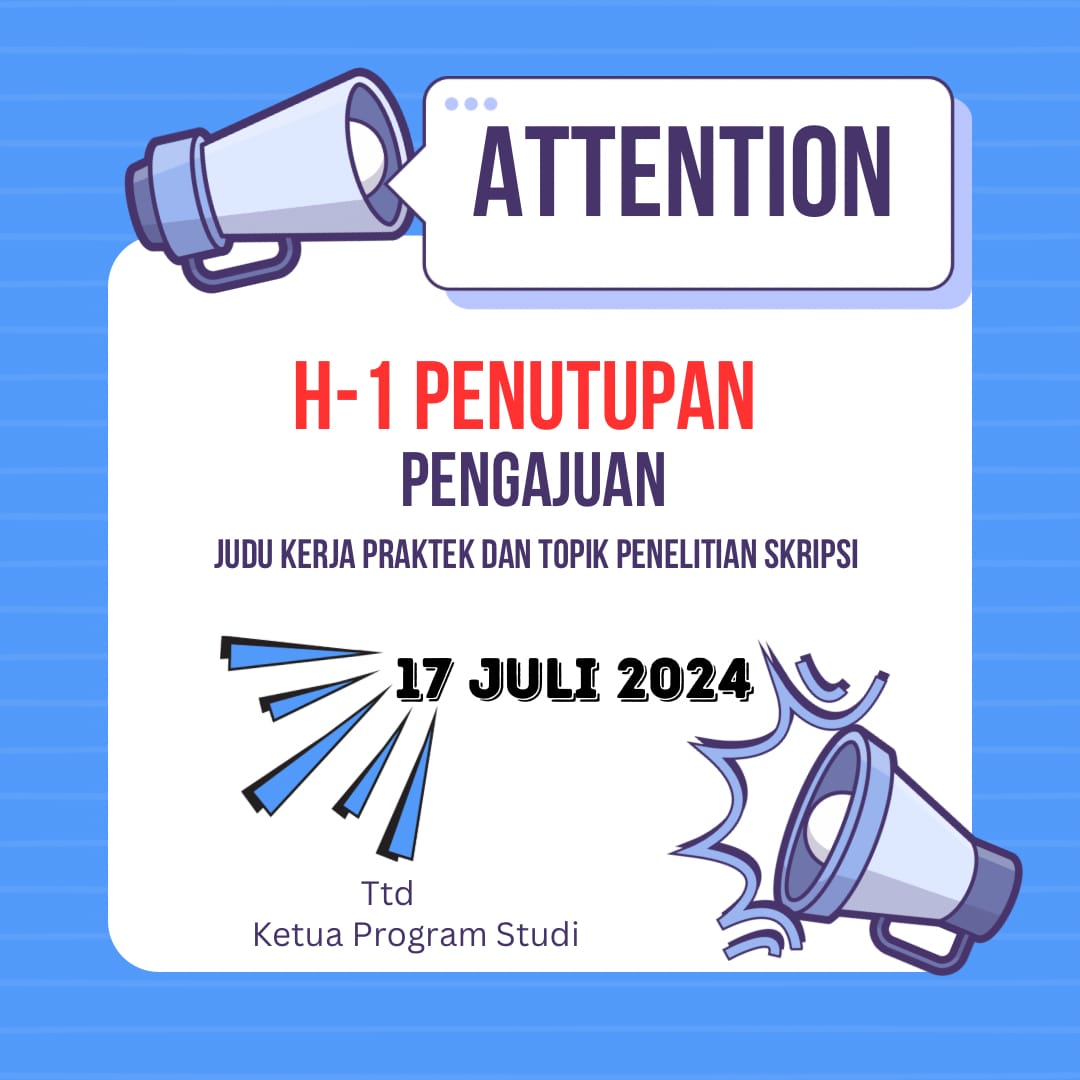 ATTENTION
H-1 PENUTUPAN
PENGAJUAN
JUDU KERJA PRAKTEK DAN TOPIK PENELITIAN SKRIPSI
17 JULI 2024
Ttd
Ketua Program Studi